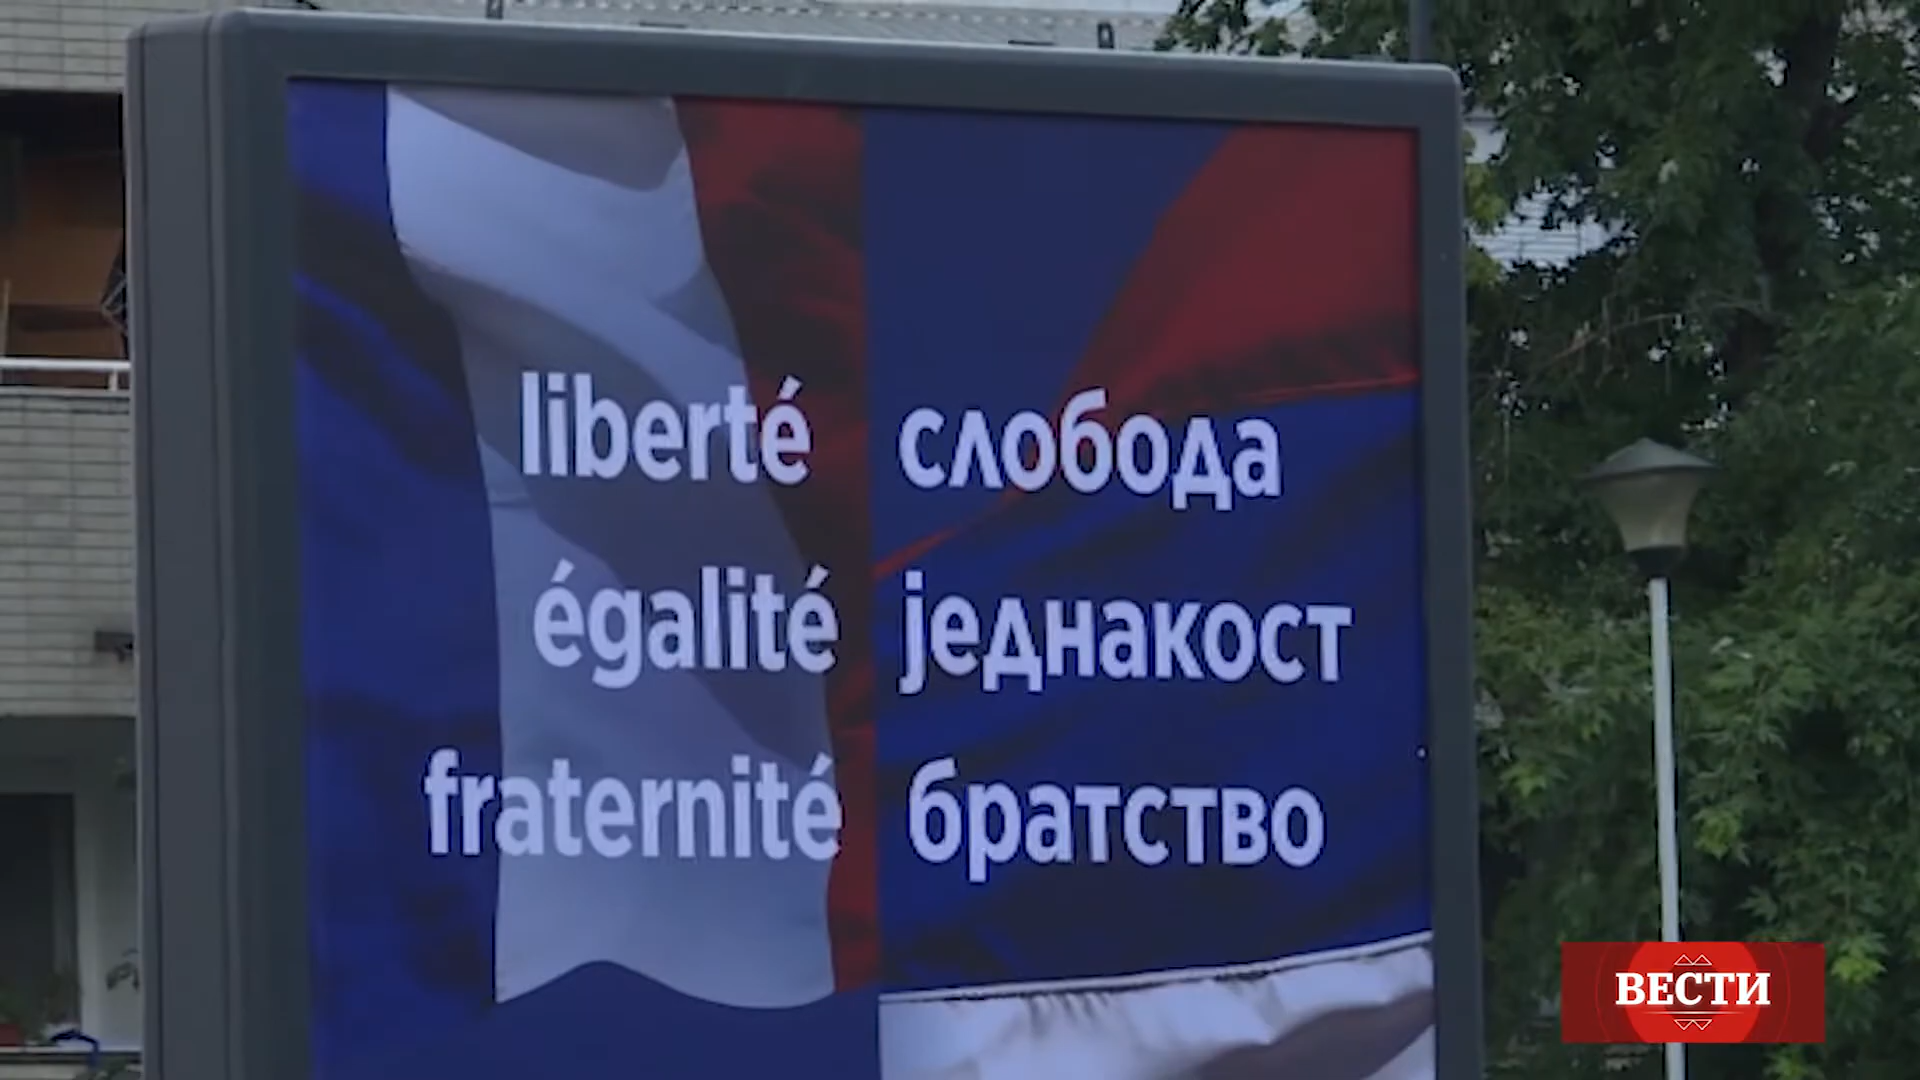 liberté слобода
égalité једнакост
fraternité братство
ВЕСТИ